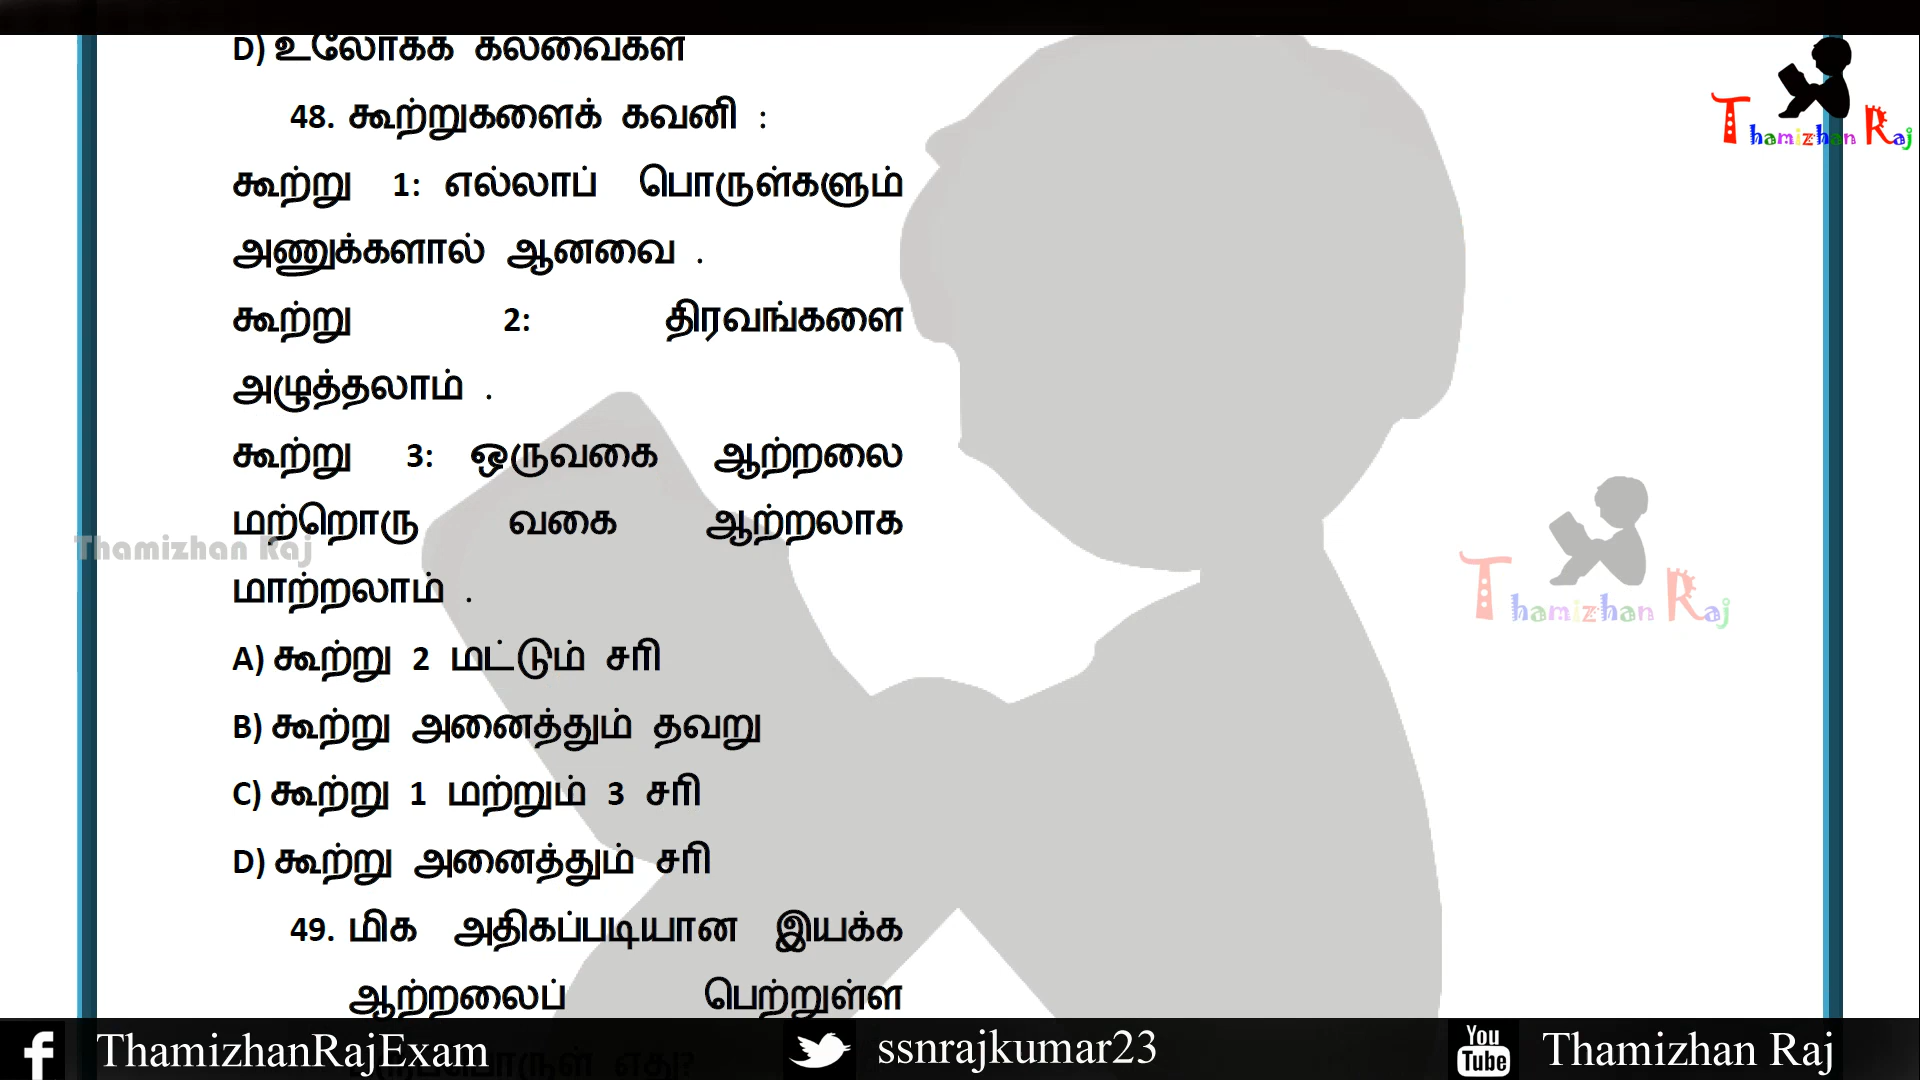 D) உலோகக் கலவைகள்
48. கூற்றுகளைக் கவனி :
கூற்று 1: எல்லாப் பொருள்களும்
அணுக்களால் ஆனவை .
கூற்று 2: திரவங்களை
அழுத்தலாம் .
கூற்று 3: ஒருவகை ஆற்றலை
மற்றொரு வகை ஆற்றலாக
மாற்றலாம் .
A) கூற்று 2 மட்டும் சரி
B) கூற்று அனைத்தும் தவறு
C) கூற்று 1 மற்றும் 3 சரி
D) கூற்று அனைத்தும் சரி
49. மிக அதிகப்படியான இயக்க
ஆற்றலைப் பெற்றுள்ள
எது?
Thamizhan Raj
Thamizhan Raj
Thamizhan Raj
ThamizhanRajExam
ssnrajkumar23
You Tube
Thamizhan Raj